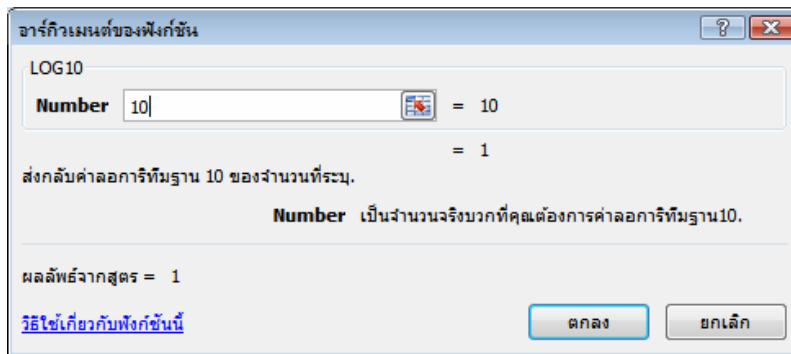 อาร์กิวเมนต์ของฟังก์ชัน
LOG10
Number 10 = 10
= 1
ส่งกลับค่าลอการิทึมฐาน 10 ของจำนวนที่ระบุ.
Number เป็นจำนวนจริงบวกที่คุณต้องการค่าลอการิทึมฐาน10.
ผลลัพธ์จากสูตร = 1
วิธีใช้เกี่ยวกับฟังก์ชันนี้ ตกลง ยกเลิก